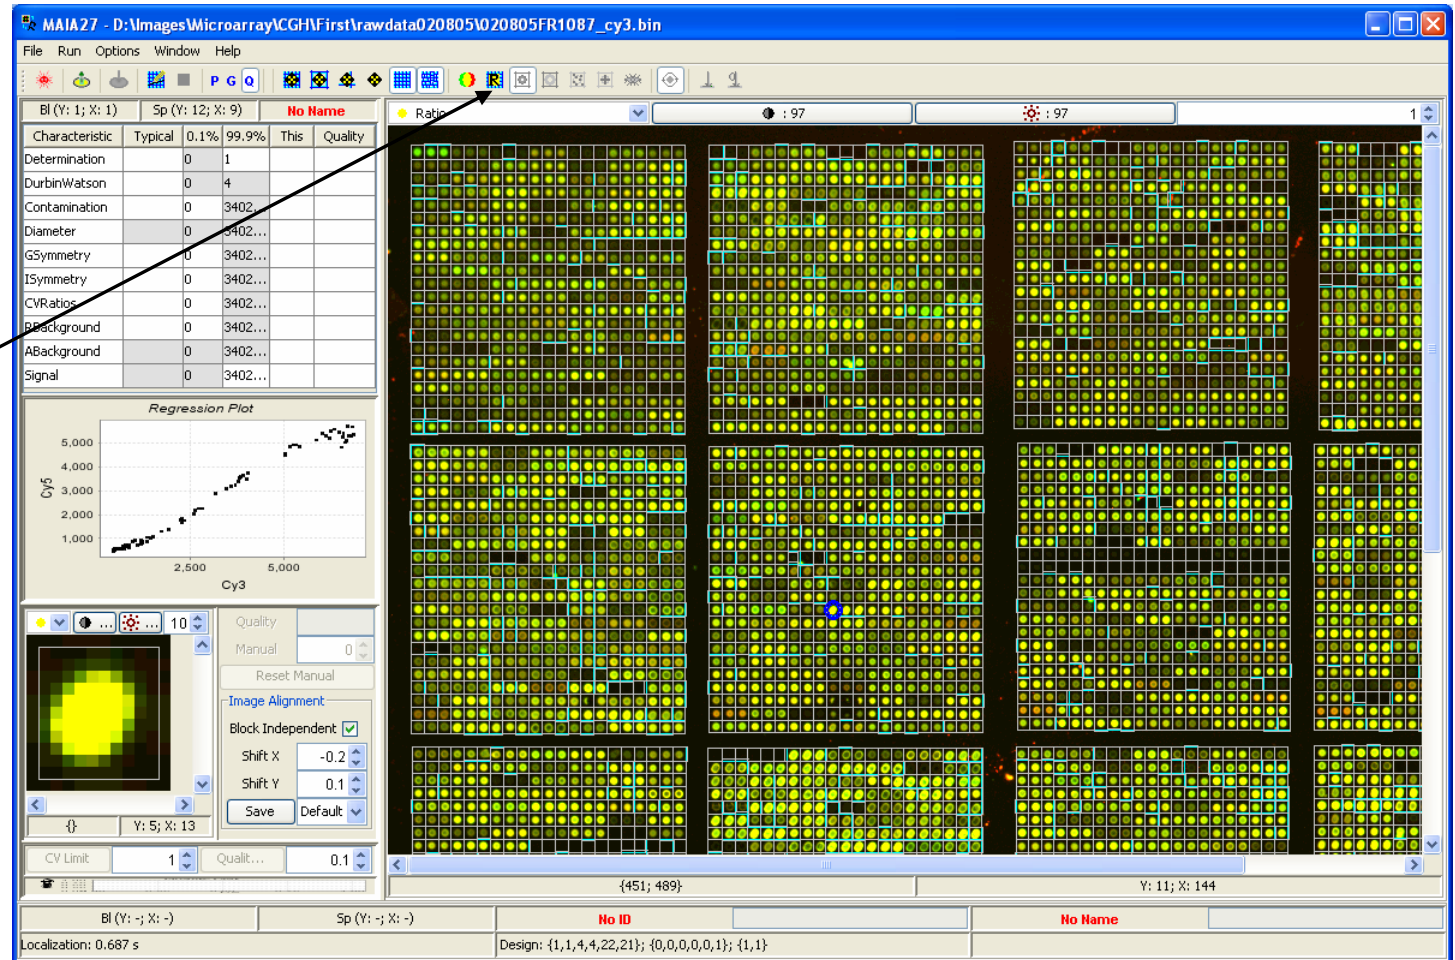 MAIA27 - D:\Images\Microarray\CGH\First\rawdata020805\020805FR1087_cy3.bin
File Run Options Window Help
P G Q R
Bl (Y: 1; X: 1) Sp (Y: 12; X: 9) No Name
Ratio : 97 : 97 1
Characteristic Typical 0.1% 99.9% This Quality
Determination 0 1
DurbinWatson 0 4
Contamination 0 3402...
Diameter 0 3402...
GSymmetry 0 3402...
ISymmetry 0 3402...
CVRatios 0 3402...
RBackground 0 3402...
ABackground 0 3402...
Signal 0 3402...
Regression Plot
5,000
4,000
3,000
2,000
1,000
Cy5
2,500 5,000
Cy3
... ... 10
Quality
Manual 0
Reset Manual
Image Alignment
Block Independent
Shift X -0.2
Shift Y 0.1
Save Default
{} Y: 5; X: 13
CV Limit 1 Qualit... 0.1
{451; 489} Y: 11; X: 144
Bl (Y: -; X: -) Sp (Y: -; X: -) No ID No Name
Localization: 0.687 s Design: {1,1,4,4,22,21}; {0,0,0,0,0,1}; {1,1}